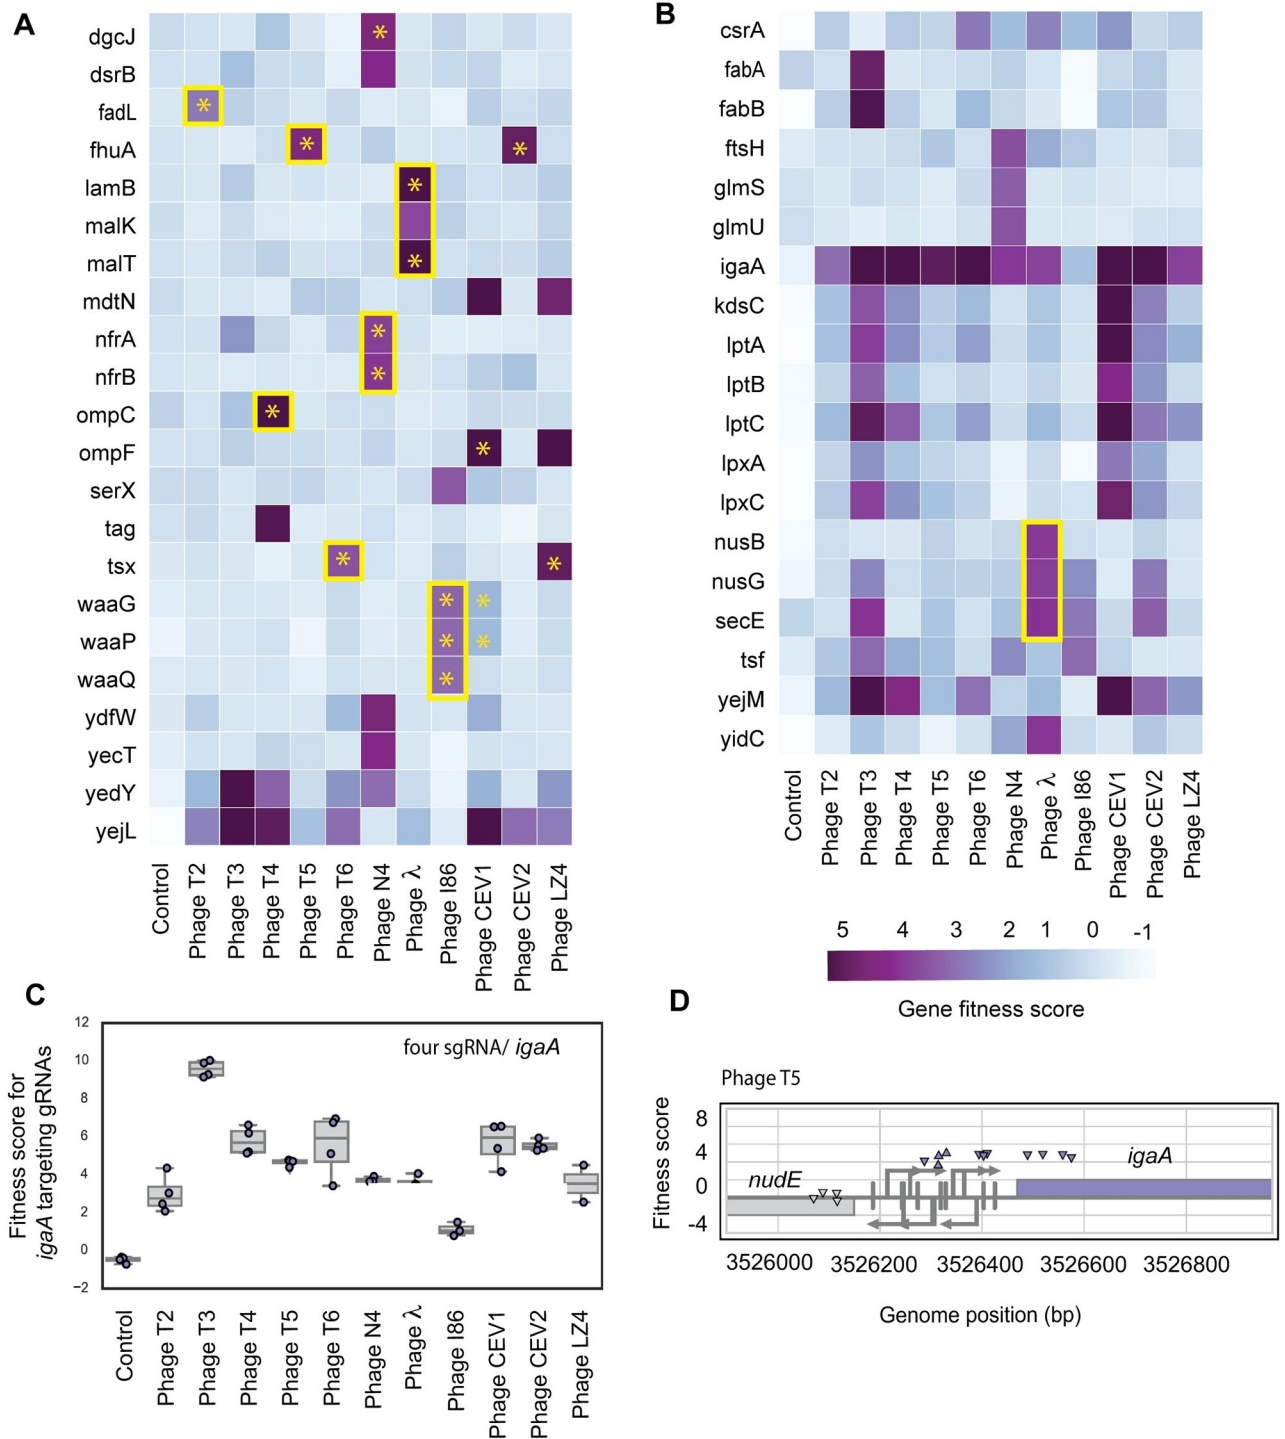 A
dgcJ
dsrB
fadL
fhuA
lamB
malK
malT
mdtN
nfrA
nfrB
ompC
ompF
serX
tag
tsx
waaG
waaP
waaQ
ydfW
yecT
yedY
yejL
Control
Phage T2
Phage T3
Phage T4
Phage T5
Phage T6
Phage N4
Phage λ
Phage I86
Phage CEV1
Phage CEV2
Phage LZ4
B
csrA
fabA
fabB
ftsH
glmS
glmU
igaA
kdsC
lptA
lptB
lptC
lpxA
lpxC
nusB
nusG
secE
tsf
yejM
yidC
Control
Phage T2
Phage T3
Phage T4
Phage T5
Phage T6
Phage N4
Phage λ
Phage I86
Phage CEV1
Phage CEV2
Phage LZ4
5 4 3 2 1 0 -1
Gene fitness score
C
Fitness score for
igaA targeting gRNAs
12
10
8
6
4
2
0
−2
four sgRNA/ igaA
Control
Phage T2
Phage T3
Phage T4
Phage T5
Phage T6
Phage N4
Phage λ
Phage I86
Phage CEV1
Phage CEV2
Phage LZ4
D
Phage T5
Fitness score
8
4
0
-4
nudE
igaA
3526000 3526200 3526400 3526600 3526800
Genome position (bp)